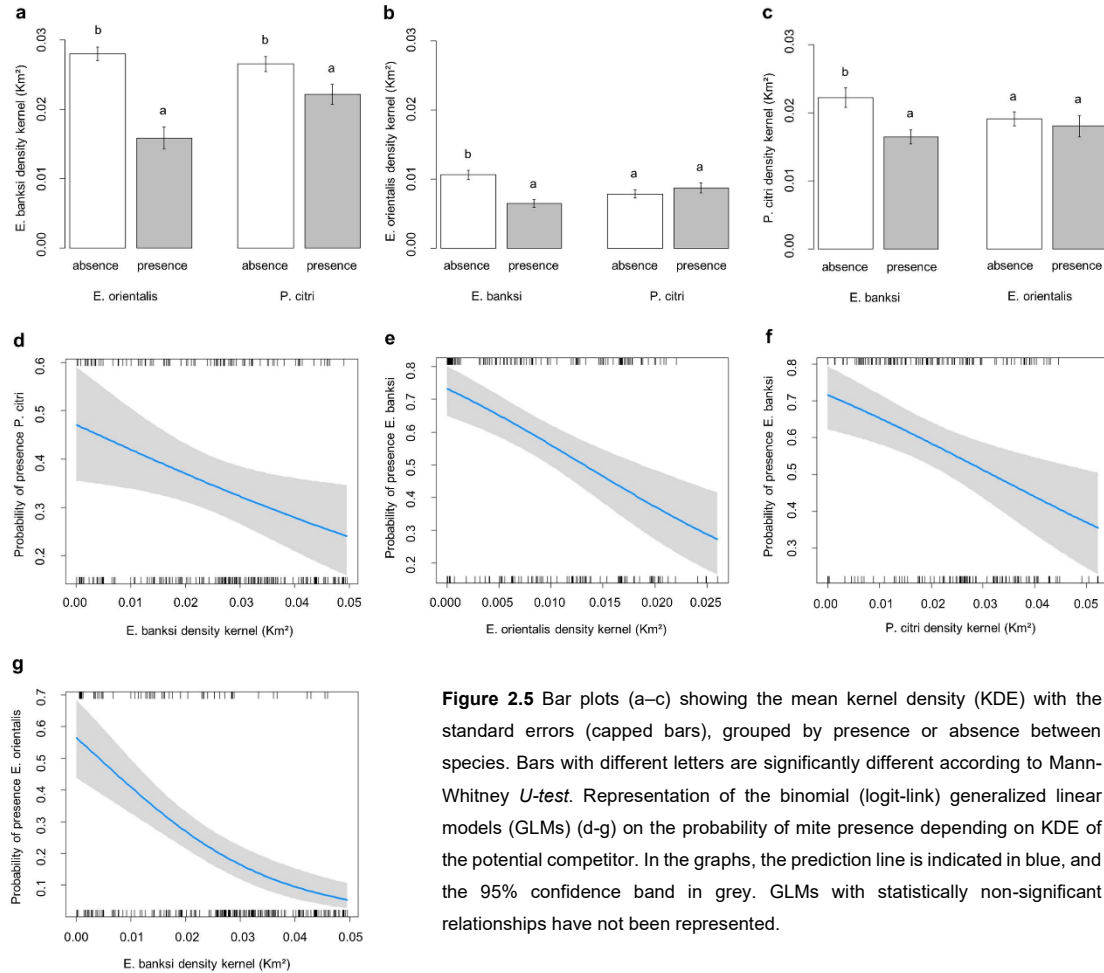 a
b
c
E. banksi density kernel (Km²)
0.00 0.01 0.02 0.03
b
a
b
a
absence presence absence presence
E. orientalis P. citri
E. orientalis density kernel (Km²)
0.00 0.01 0.02 0.03
b
a
a
a
absence presence absence presence
E. banksi P. citri
P. citri density kernel (Km²)
0.00 0.01 0.02 0.03
b
a
a
a
absence presence absence presence
E. banksi E. orientalis
d
Probability of presence P. citri
0.2 0.3 0.4 0.5 0.6
0.00 0.01 0.02 0.03 0.04 0.05
E. banksi density kernel (Km²)
e
Probability of presence E. banksi
0.2 0.3 0.4 0.5 0.6 0.7 0.8
0.000 0.005 0.010 0.015 0.020 0.025
E. orientalis density kernel (Km²)
f
Probability of presence E. banksi
0.3 0.4 0.5 0.6 0.7 0.8
0.00 0.01 0.02 0.03 0.04 0.05
P. citri density kernel (Km²)
g
Probability of presence E. orientalis
0.1 0.2 0.3 0.4 0.5 0.6 0.7
0.00 0.01 0.02 0.03 0.04 0.05
E. banksi density kernel (Km²)
Figure 2.5 Bar plots (a–c) showing the mean kernel density (KDE) with the
standard errors (capped bars), grouped by presence or absence between
species. Bars with different letters are significantly different according to Mann-
Whitney U-test. Representation of the binomial (logit-link) generalized linear
models (GLMs) (d-g) on the probability of mite presence depending on KDE of
the potential competitor. In the graphs, the prediction line is indicated in blue, and
the 95% confidence band in grey. GLMs with statistically non-significant
relationships have not been represented.